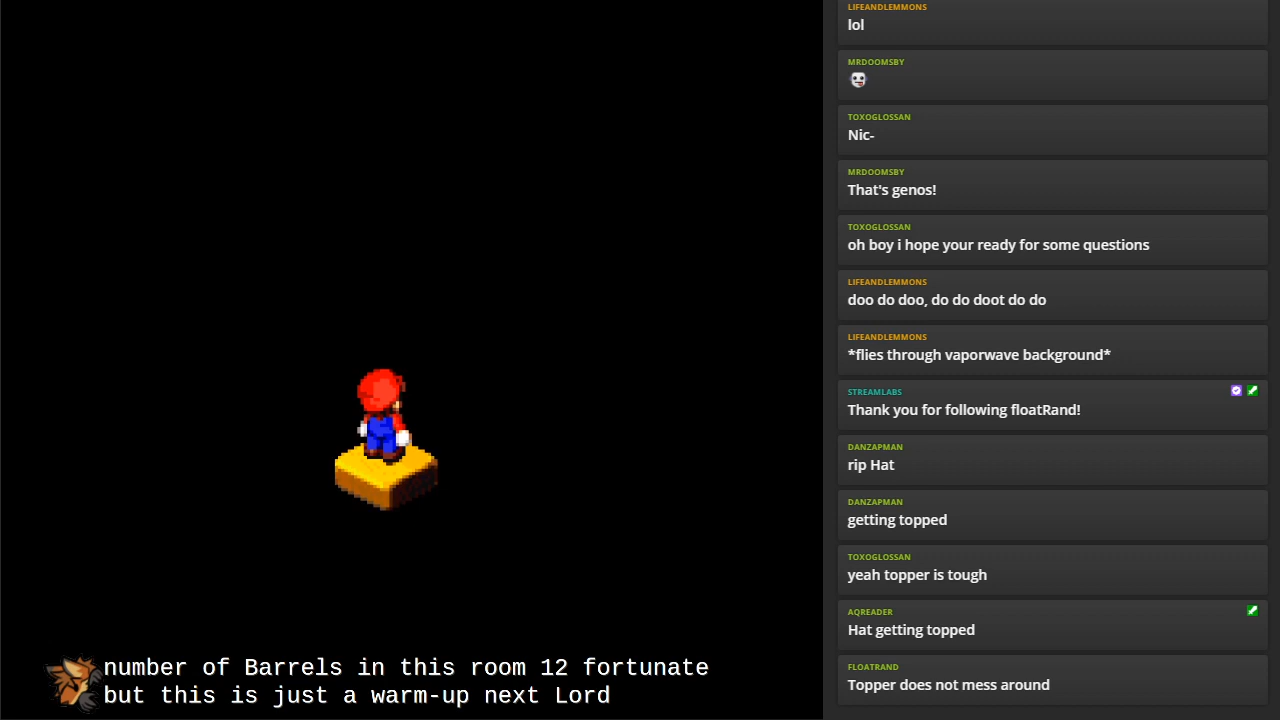 LIFEANDLEMMONS
lol
MRDOOMSBY
TOXOGLOSSAN
Nic-
MRDOOMSBY
That's genos!
TOXOGLOSSAN
oh boy i hope your ready for some questions
LIFEANDLEMMONS
doo do doo, do do doot do do
LIFEANDLEMMONS
*flies through vaporwave background*
STREAMLABS
Thank you for following floatRand!
DANZAPMAN
rip Hat
DANZAPMAN
getting topped
TOXOGLOSSAN
yeah topper is tough
AQREADER
Hat getting topped
FLOATRAND
Topper does not mess around
number of Barrels in this room 12 fortunate
but this is just a warm-up next Lord